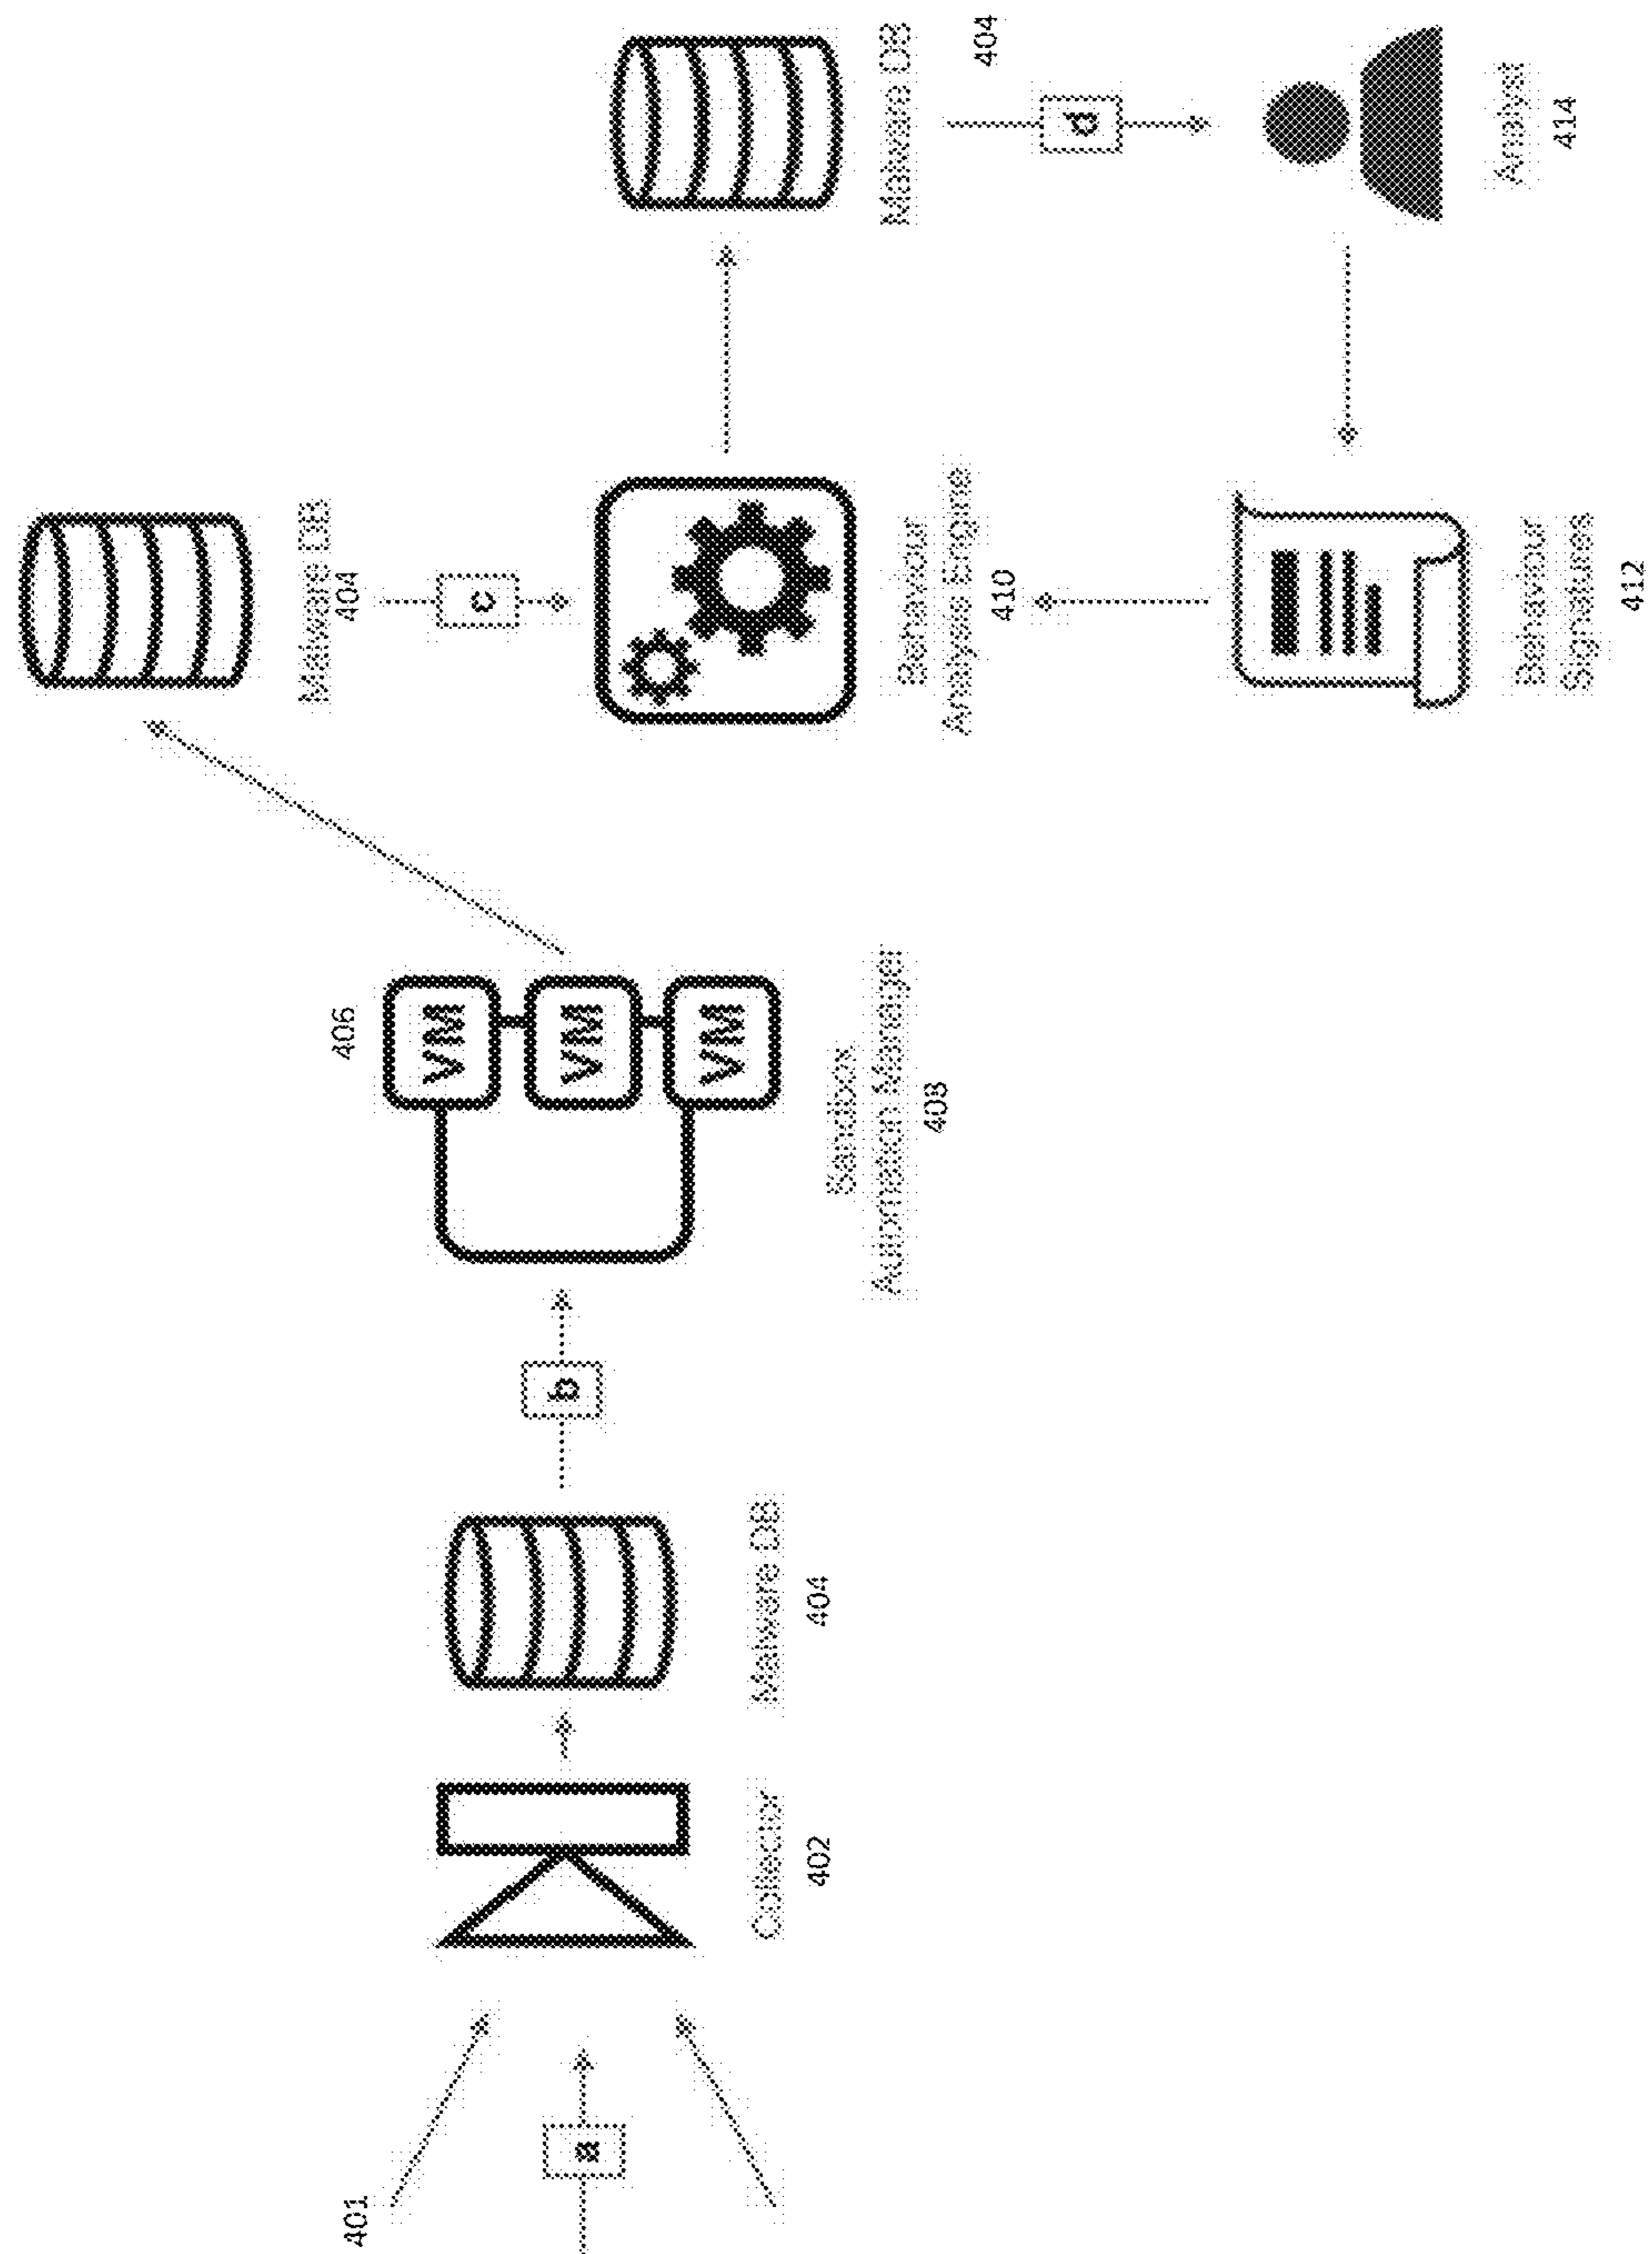 401
a
Collector
402
Malware DB
404
b
406
VM
VM
VM
Sandbox
Automation Manager
408
Malware DB
404
c
Behaviour
Analysis Engine
410
Behaviour
Signatures
412
Malware DB
404
d
Analyst
414